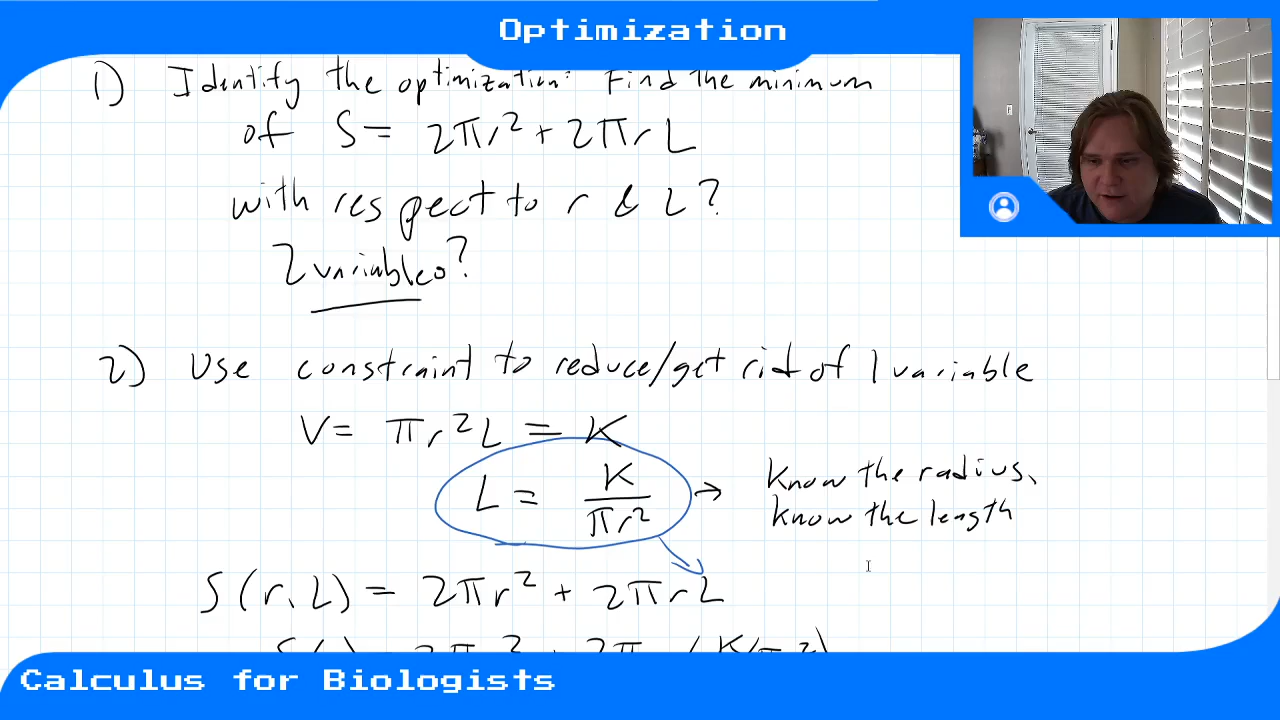 Optimization
1) Identify the optimization: Find the minimum
of S = 2πr² + 2πrL
with respect to r & L?
2 variables?
2) Use constraint to reduce/get rid of 1 variable
V = πr²L = K
L = K/πr² → Know the radius,
know the length
S(r, L) = 2πr² + 2πrL
Calculus for Biologists